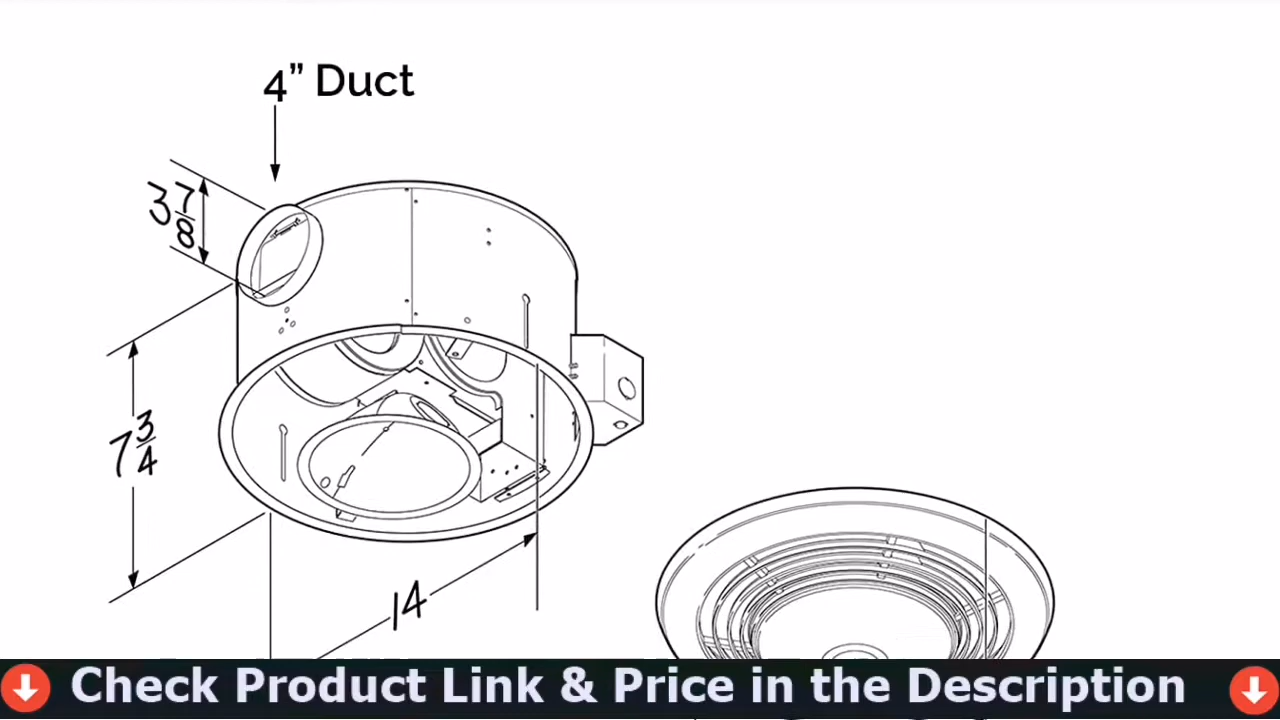 4” Duct
3 7/8
7 3/4
14
Check Product Link & Price in the Description